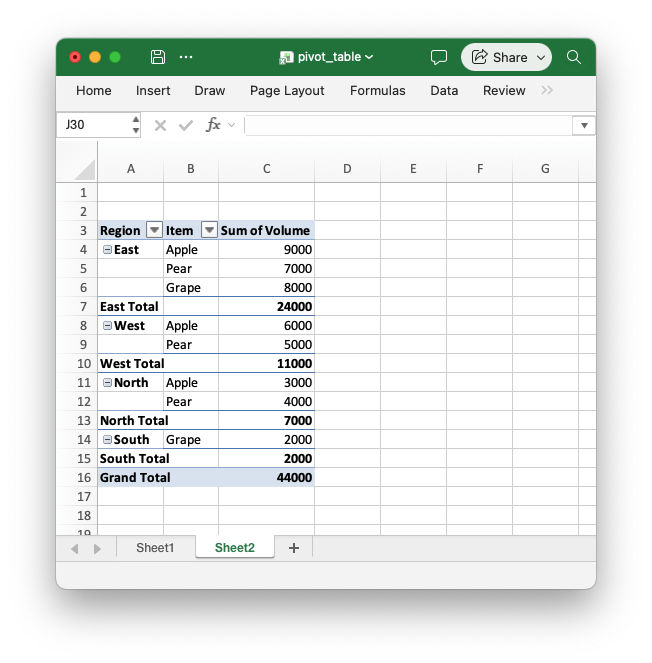 pivot_table
Share
Home Insert Draw Page Layout Formulas Data Review
J30 fx
A B C D E F G
1
2
3 Region Item Sum of Volume
4 East Apple 9000
5 Pear 7000
6 Grape 8000
7 East Total 24000
8 West Apple 6000
9 Pear 5000
10 West Total 11000
11 North Apple 3000
12 Pear 4000
13 North Total 7000
14 South Grape 2000
15 South Total 2000
16 Grand Total 44000
17
18
19
Sheet1 Sheet2 +